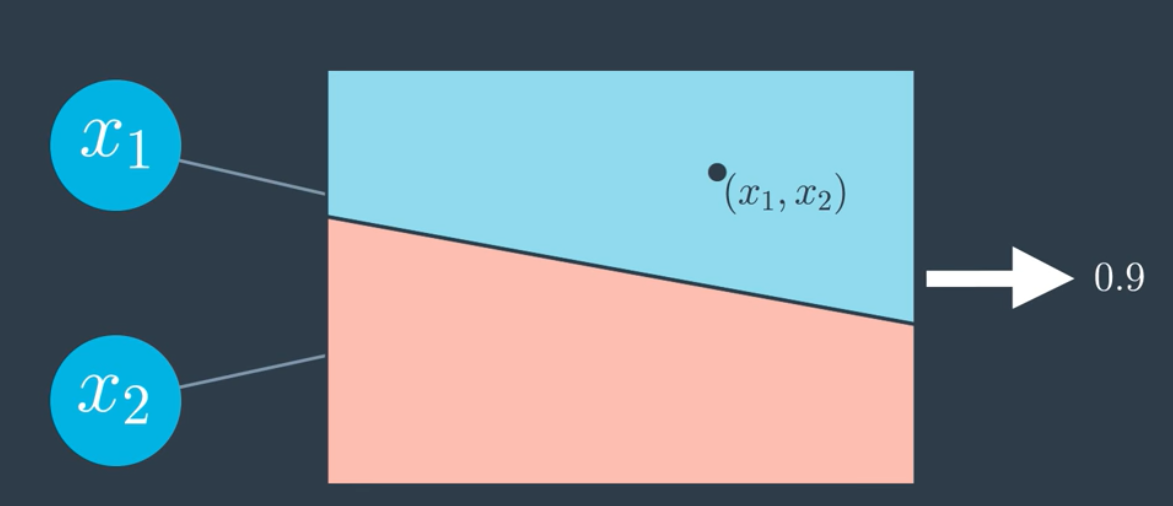 x₁
(x₁, x₂)
0.9
x₂